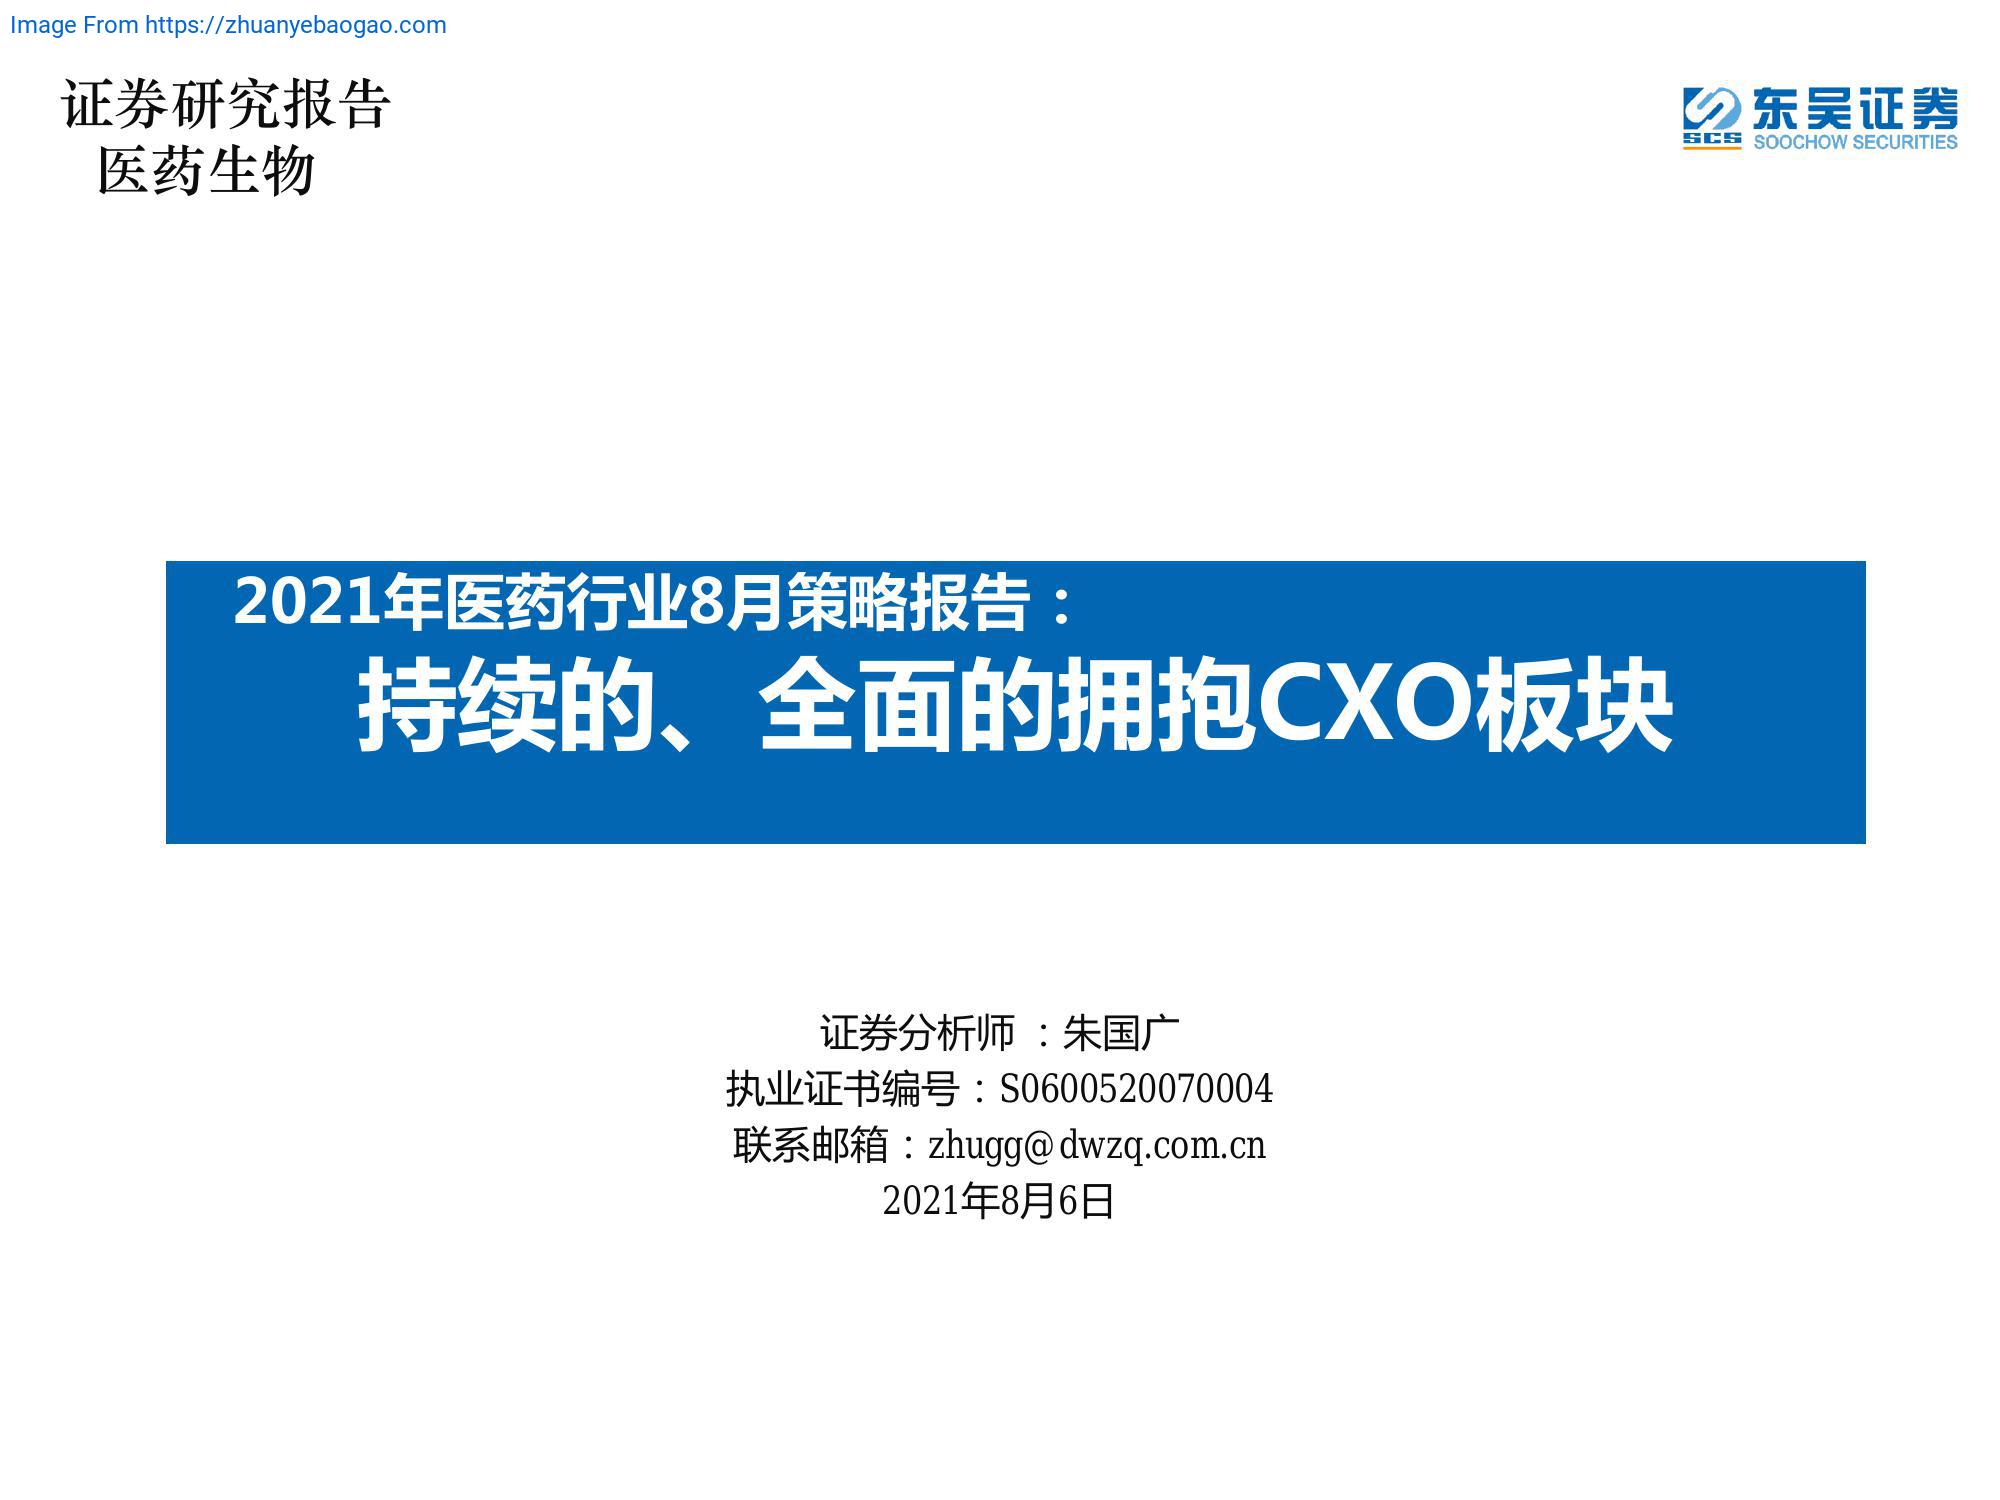 Image From https://zhuanyebaogao.com
证券研究报告
医药生物
东吴证券
SCS
SOOCHOW SECURITIES
2021年医药行业8月策略报告：
持续的、全面的拥抱CXO板块
证券分析师 ：朱国广
执业证书编号：S0600520070004
联系邮箱：zhugg@dwzq.com.cn
2021年8月6日